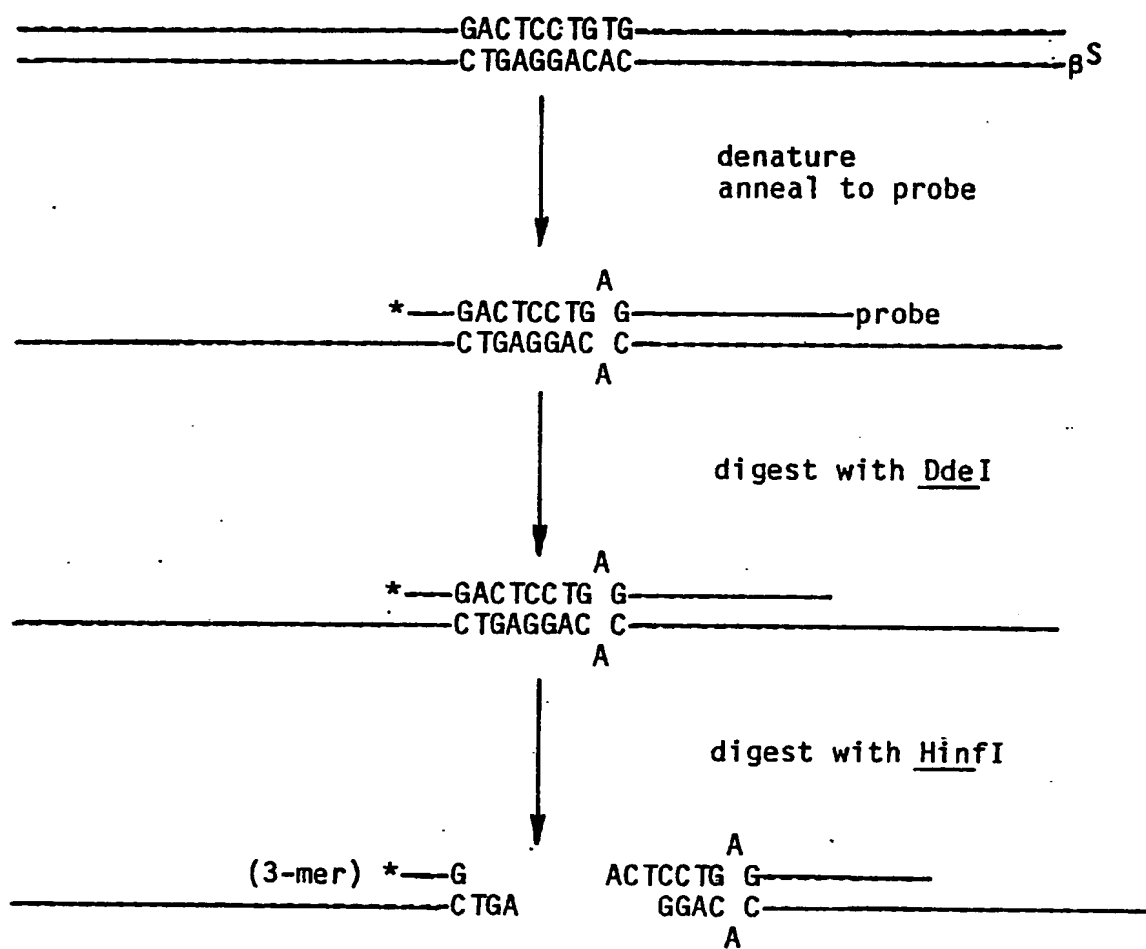 GACTCCTGTG
CTGAGGACAC βS
denature
anneal to probe
A
*—GACTCCTG G—probe
CTGAGGAC C
A
digest with DdeI
A
*—GACTCCTG G
CTGAGGAC C
A
digest with HinfI
A
(3-mer) *—G ACTCCTG G
CTGA GGAC C
A